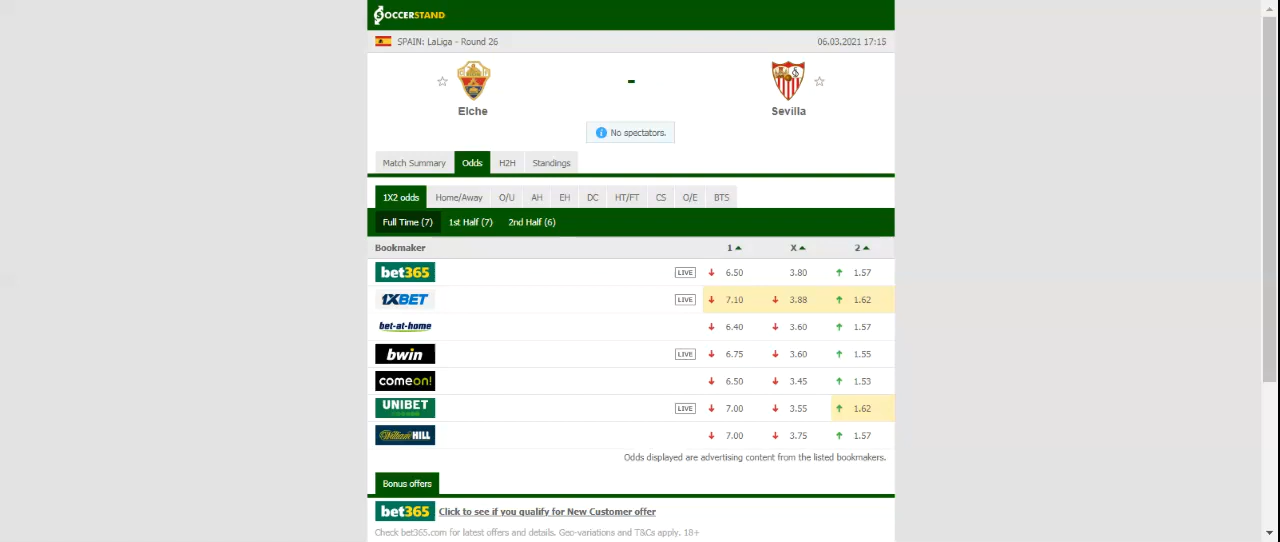 SOCCERSTAND
SPAIN: LaLiga - Round 26 06.03.2021 17:15
-
Elche Sevilla
No spectators.
Match Summary Odds H2H Standings
1X2 odds Home/Away O/U AH EH DC HT/FT CS O/E BTS
Full Time (7) 1st Half (7) 2nd Half (6)
Bookmaker 1 X 2
bet365 LIVE 6.50 3.80 1.57
1XBET LIVE 7.10 3.88 1.62
bet-at-home 6.40 3.60 1.57
bwin LIVE 6.75 3.60 1.55
comeon! 6.50 3.45 1.53
UNIBET LIVE 7.00 3.55 1.62
William HILL 7.00 3.75 1.57
Odds displayed are advertising content from the listed bookmakers.
Bonus offers
bet365 Click to see if you qualify for New Customer offer
Check bet365.com for latest offers and details. Geo-variations and T&Cs apply. 18+